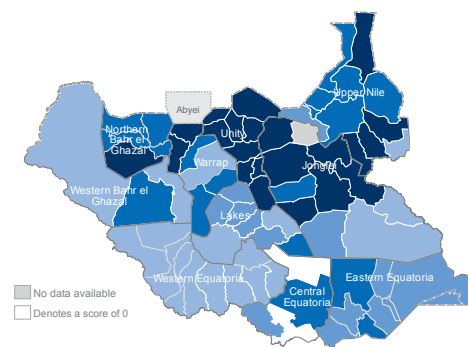 Abyei
Upper Nile
Northern
Bahr el
Ghazal
Unity
Warrap
Jonglei
Western Bahr el
Ghazal
Lakes
Western Equatoria
Central
Equatoria
Eastern Equatoria
No data available
Denotes a score of 0